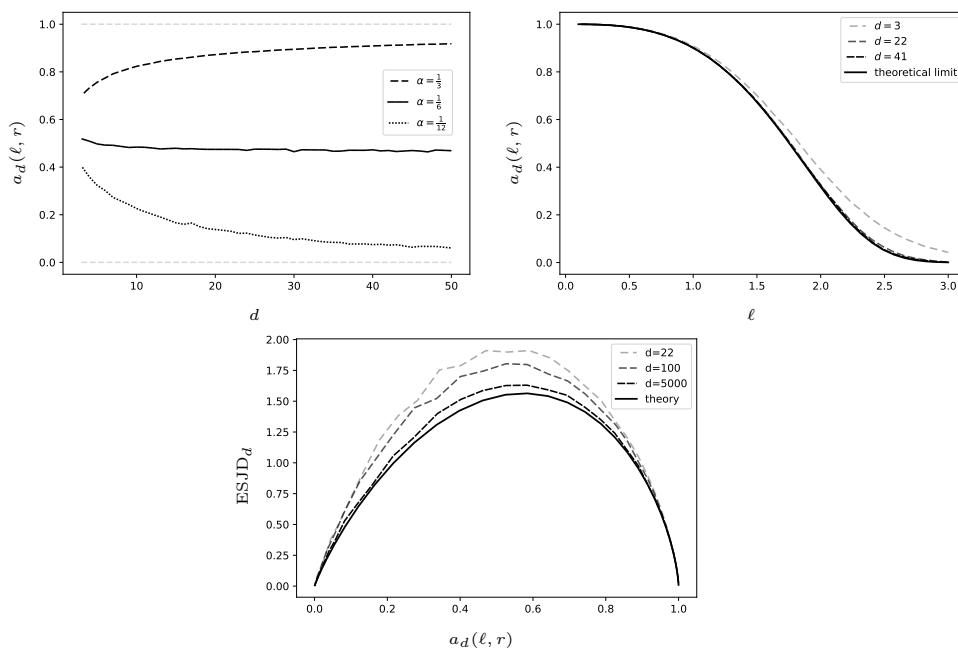 1.0
0.8
0.6
0.4
0.2
0.0
a_d(ℓ, r)
α = 1/3
α = 1/6
α = 1/12
10 20 30 40 50
d
1.0
0.8
0.6
0.4
0.2
0.0
a_d(ℓ, r)
d = 3
d = 22
d = 41
theoretical limit
0.0 0.5 1.0 1.5 2.0 2.5 3.0
ℓ
2.00
1.75
1.50
1.25
1.00
0.75
0.50
0.25
0.00
ESJD_d
d=22
d=100
d=5000
theory
0.0 0.2 0.4 0.6 0.8 1.0
a_d(ℓ, r)